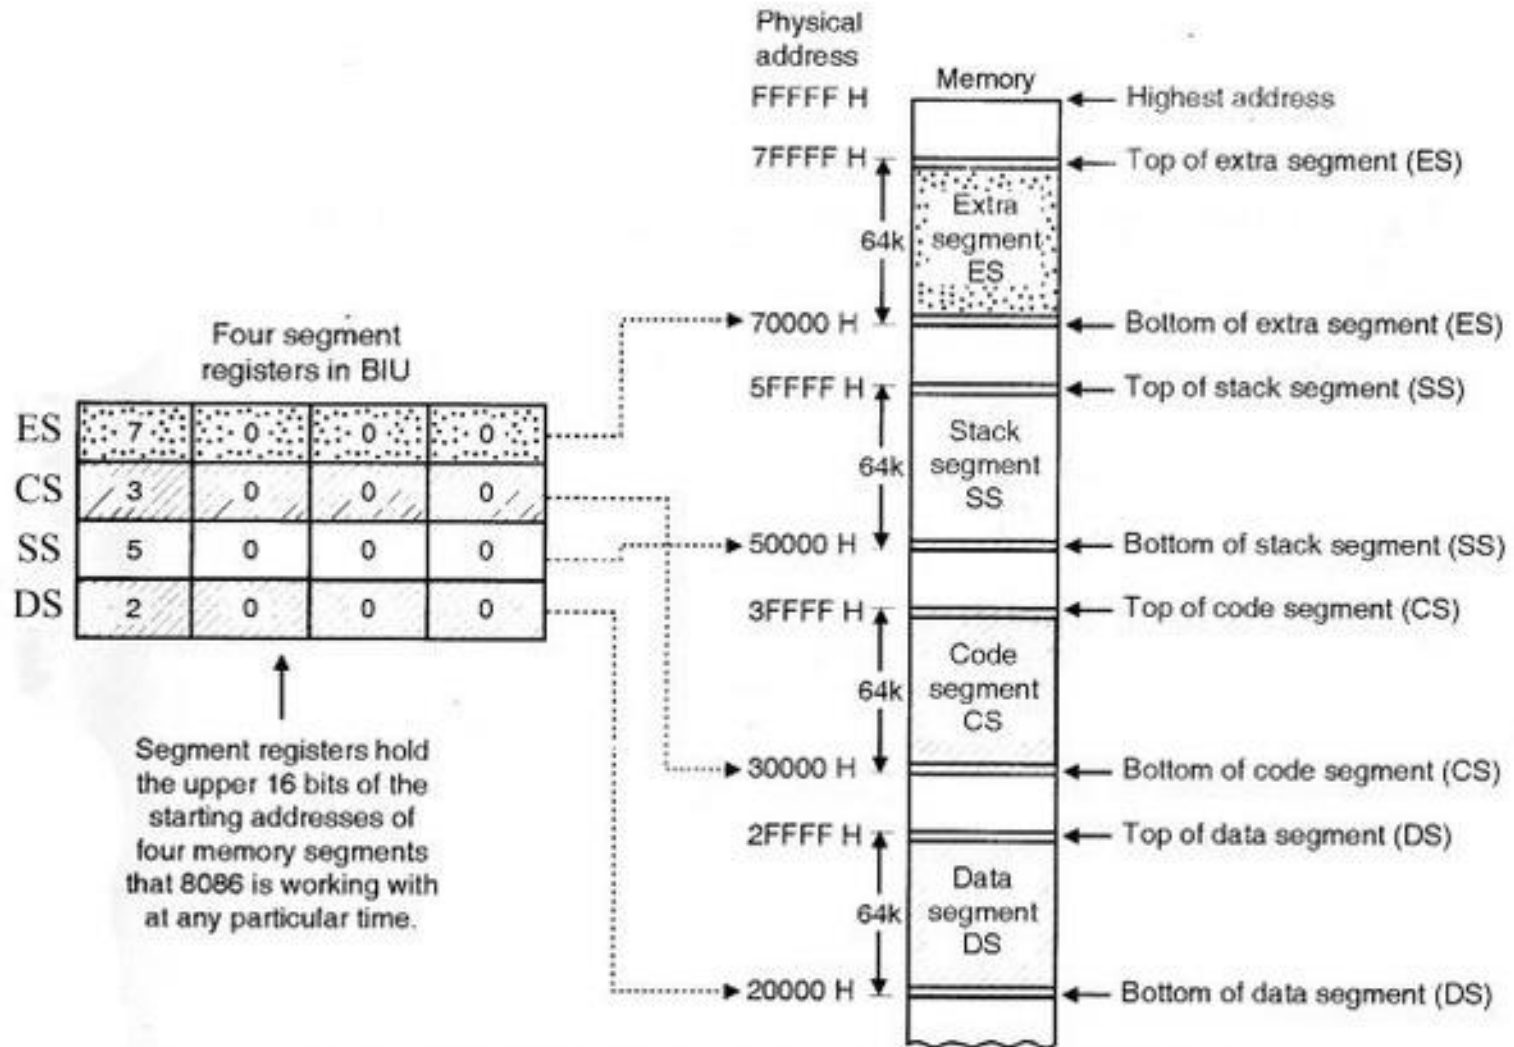 Physical
address
FFFFF H
Memory
Highest address
7FFFF H
Top of extra segment (ES)
64k
Extra
segment
ES
70000 H
Bottom of extra segment (ES)
5FFFF H
Top of stack segment (SS)
64k
Stack
segment
SS
50000 H
Bottom of stack segment (SS)
3FFFF H
Top of code segment (CS)
64k
Code
segment
CS
30000 H
Bottom of code segment (CS)
2FFFF H
Top of data segment (DS)
64k
Data
segment
DS
20000 H
Bottom of data segment (DS)
Four segment
registers in BIU
ES 7 0 0 0
CS 3 0 0 0
SS 5 0 0 0
DS 2 0 0 0
Segment registers hold
the upper 16 bits of the
starting addresses of
four memory segments
that 8086 is working with
at any particular time.